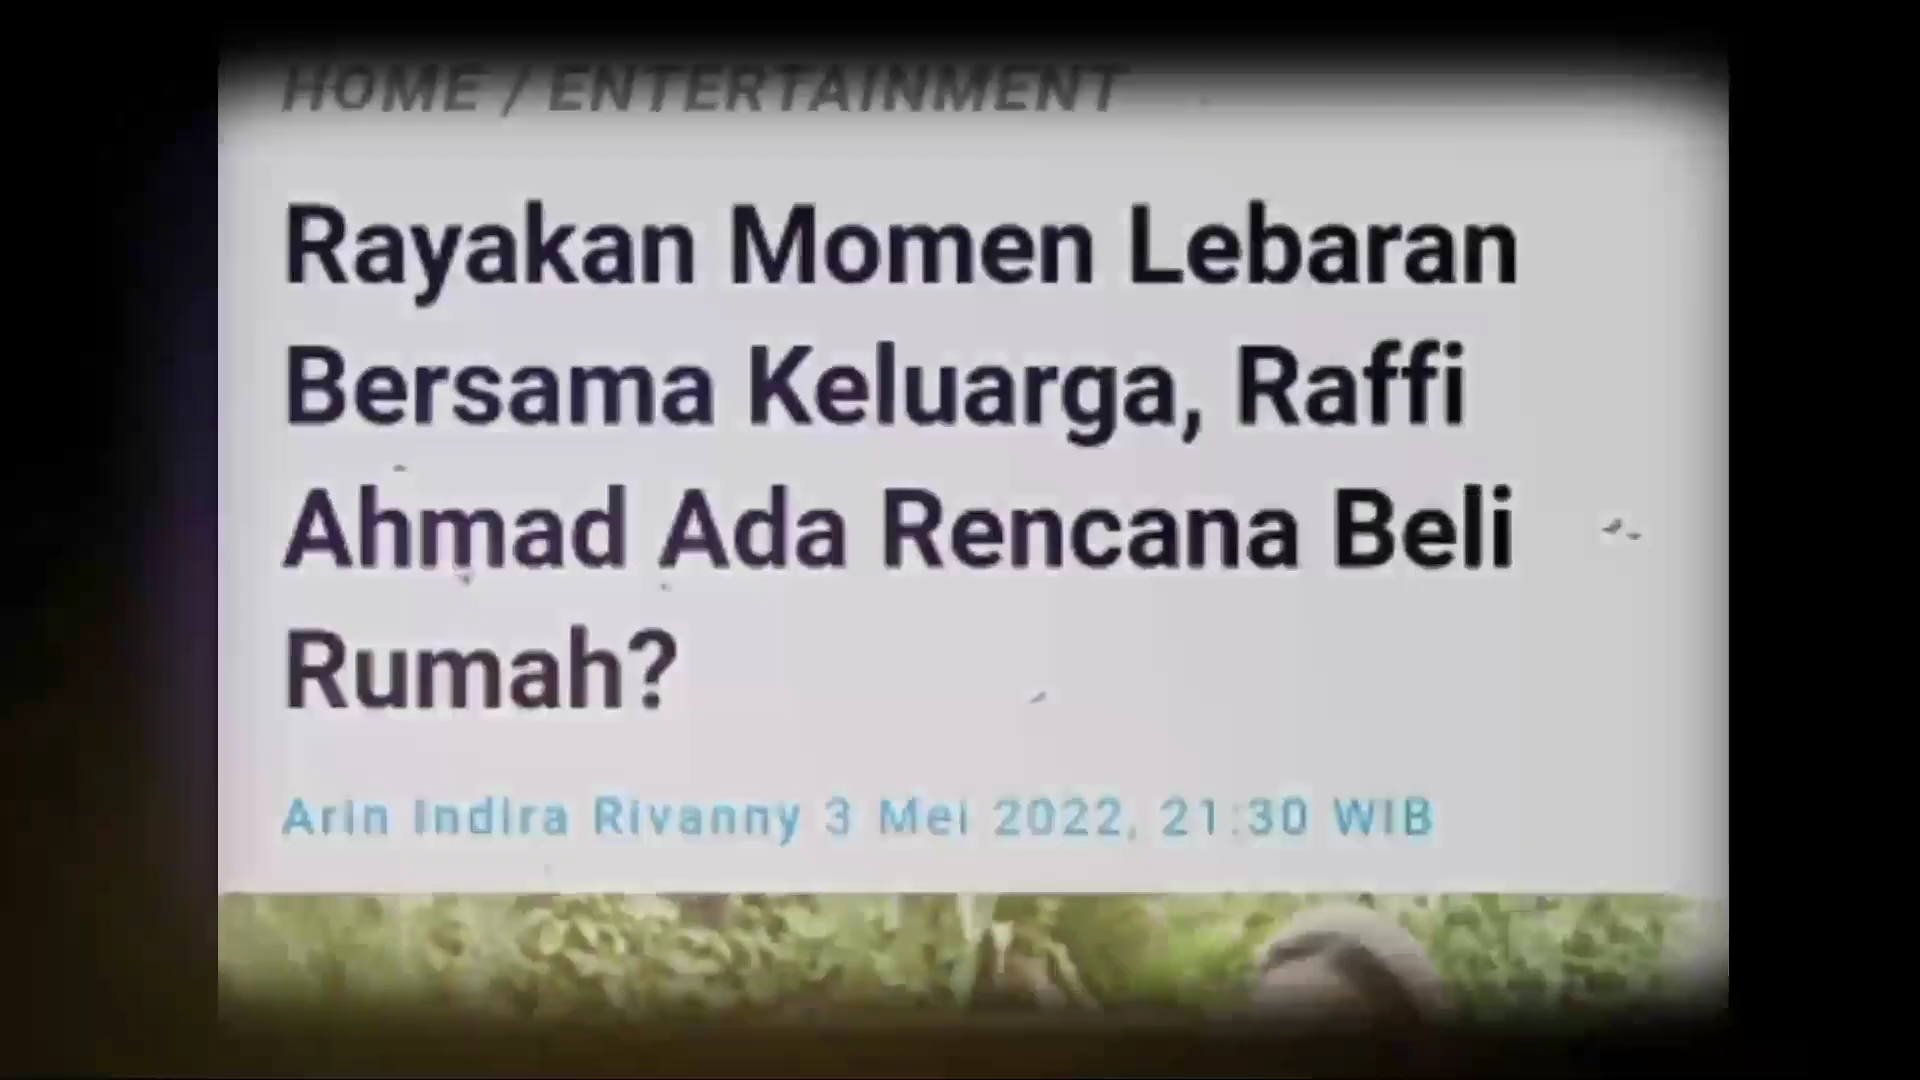 HOME / ENTERTAINMENT
Rayakan Momen Lebaran
Bersama Keluarga, Raffi
Ahmad Ada Rencana Beli
Rumah?
Arin Indira Rivanny 3 Mei 2022, 21:30 WIB